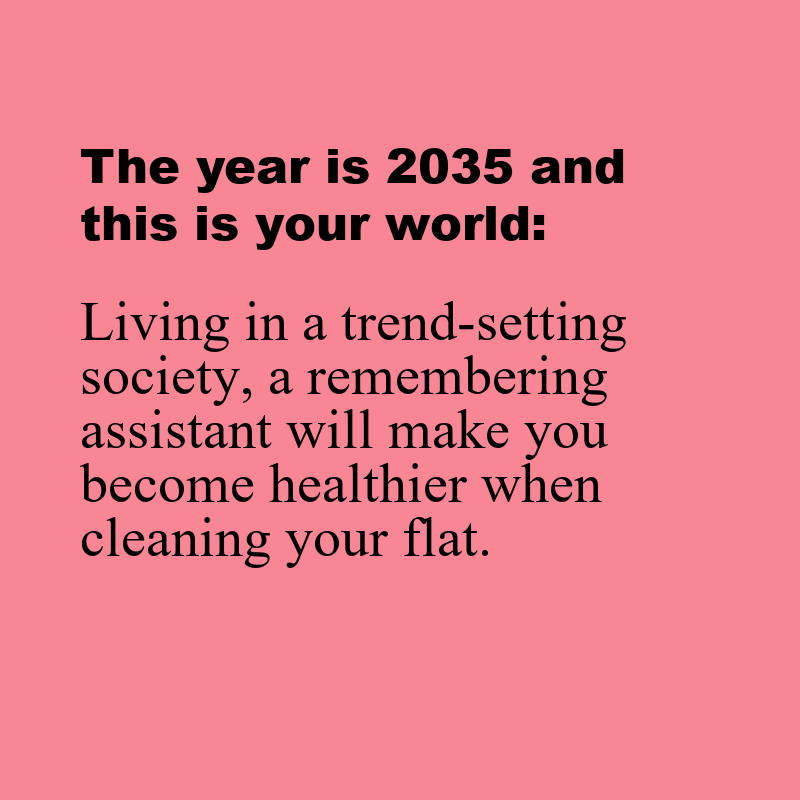 The year is 2035 and
this is your world:
Living in a trend-setting
society, a remembering
assistant will make you
become healthier when
cleaning your flat.